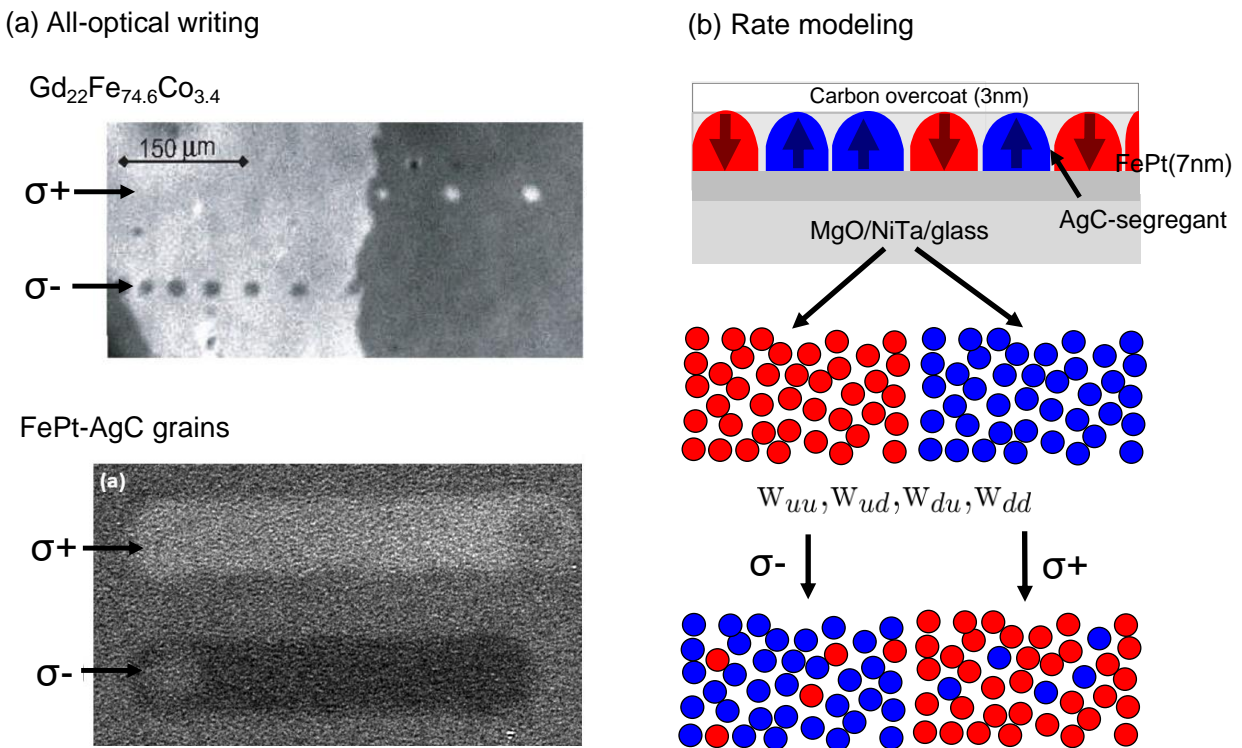 (a) All-optical writing
Gd22Fe74.6Co3.4
150 μm
σ+
σ-
FePt-AgC grains
(a)
σ+
σ-
(b) Rate modeling
Carbon overcoat (3nm)
FePt(7nm)
AgC-segregant
MgO/NiTa/glass
wuu,wud,wdu,wdd
σ-
σ+